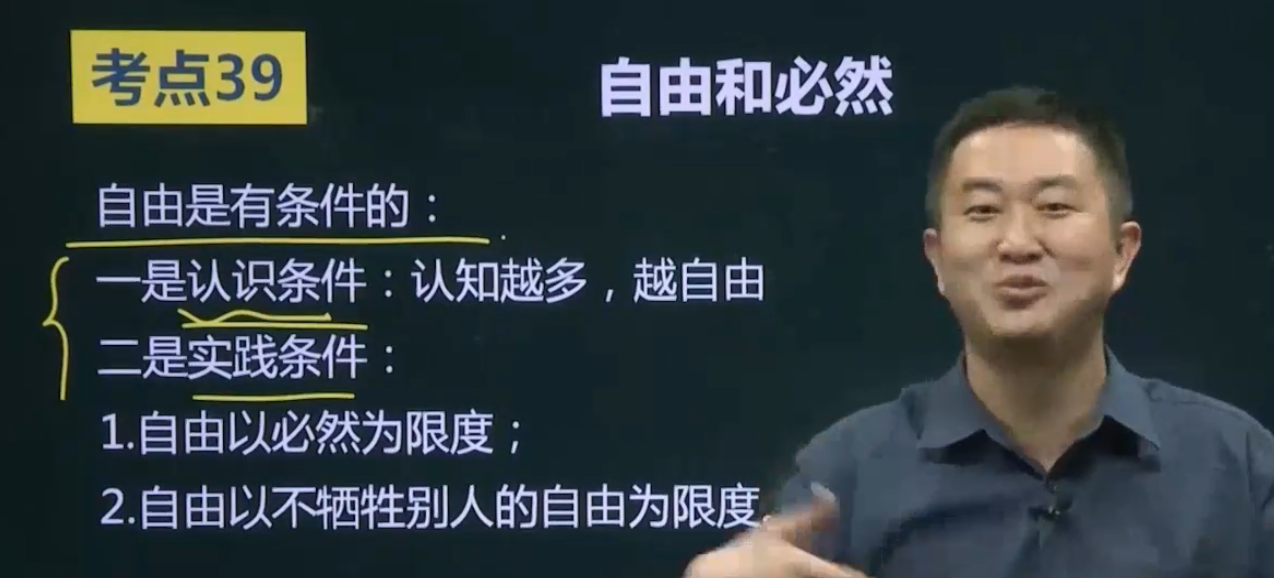 考点39
自由和必然
自由是有条件的：
一是认识条件：认知越多，越自由
二是实践条件：
1.自由以必然为限度；
2.自由以不牺牲别人的自由为限度。